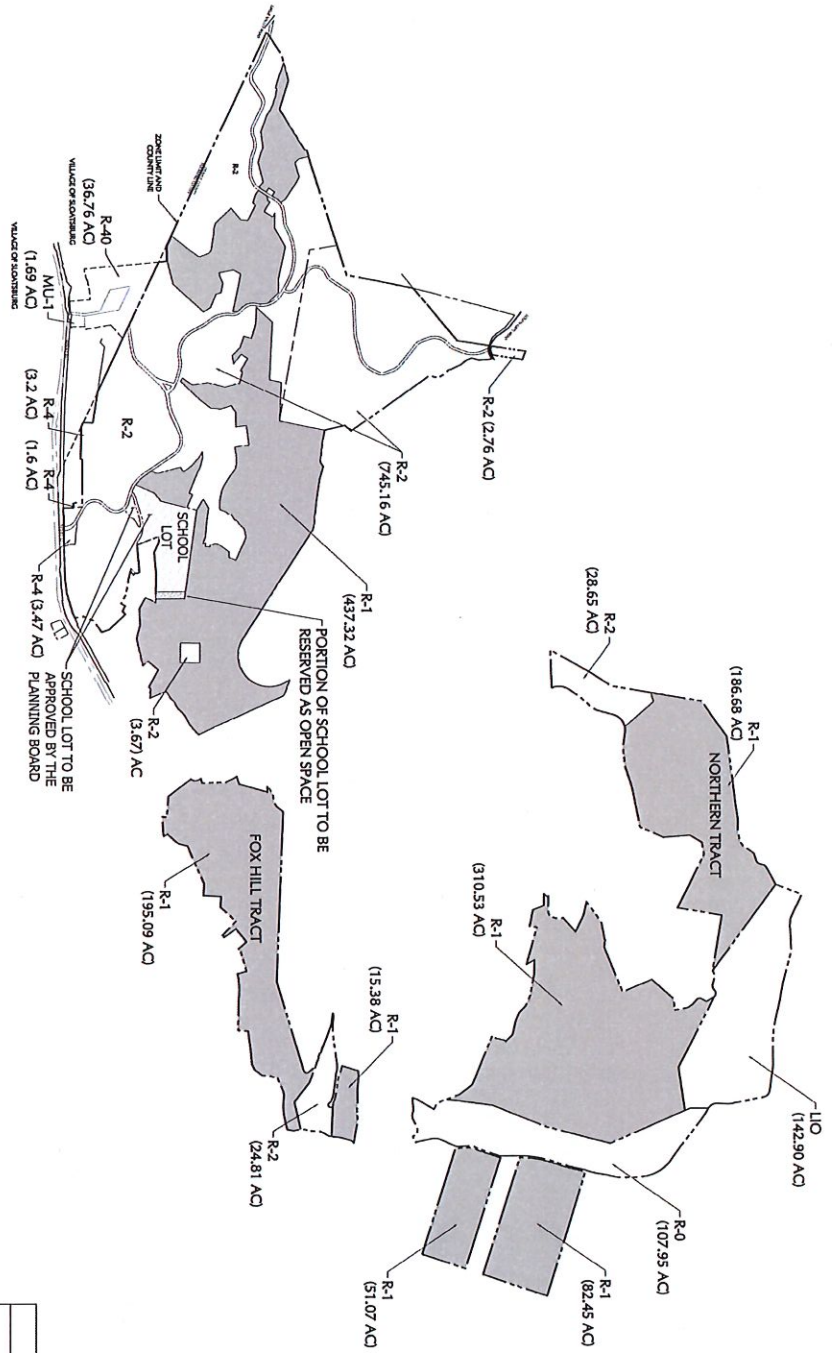 ZONE LIMIT AND
COUNTY LINE
R-2
R-40
(36.76 AC)
VILLAGE OF SLOATSBURG
MU-1
(1.69 AC)
VILLAGE OF SLOATSBURG
R-4
(3.2 AC)
R-4
(1.6 AC)
R-4 (3.47 AC)
R-2
SCHOOL
LOT
SCHOOL LOT TO BE
APPROVED BY THE
PLANNING BOARD
R-2
(3.67) AC
PORTION OF SCHOOL LOT TO BE
RESERVED AS OPEN SPACE
R-1
(437.32 AC)
R-2
(745.16 AC)
R-2 (2.76 AC)
R-2
(28.65 AC)
R-1
(186.68 AC)
NORTHERN TRACT
R-1
(310.53 AC)
LIO
(142.90 AC)
R-0
(107.95 AC)
R-1
(82.45 AC)
R-1
(51.07 AC)
FOX HILL TRACT
R-1
(195.09 AC)
R-1
(15.38 AC)
R-2
(24.81 AC)